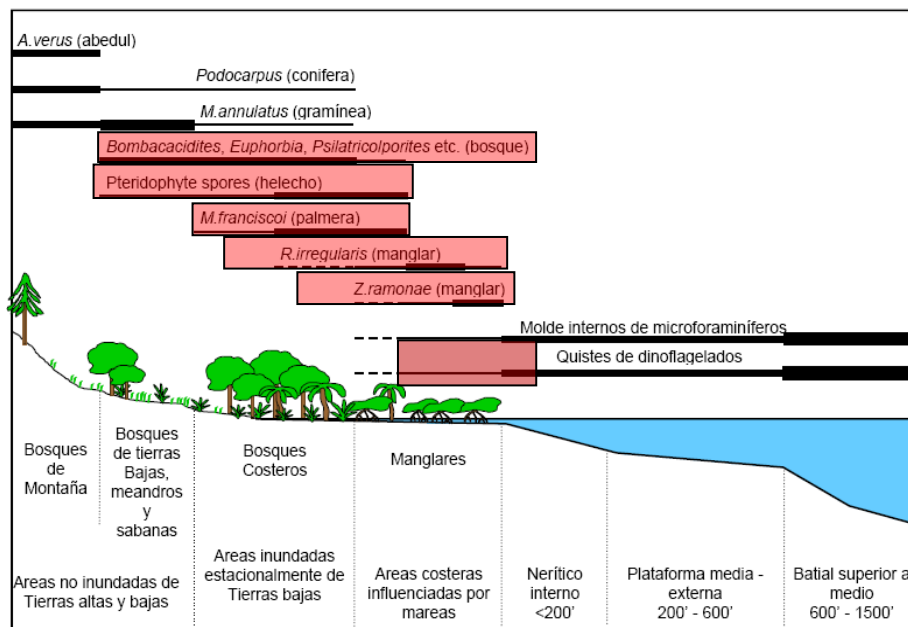 A.verus (abedul)
Podocarpus (conifera)
M.annulatus (gramínea)
Bombacacidites, Euphorbia, Psilatricolporites etc. (bosque)
Pteridophyte spores (helecho)
M.franciscoi (palmera)
R.irregularis (manglar)
Z.ramonae (manglar)
Molde internos de microforaminíferos
Quistes de dinoflagelados
Bosques
de
Montaña
Bosques
de tierras
Bajas,
meandros
y
sabanas
Bosques
Costeros
Manglares
Areas no inundadas de
Tierras altas y bajas
Areas inundadas
estacionalmente de
Tierras bajas
Areas costeras
influenciadas por
mareas
Nerítico
interno
<200'
Plataforma media -
externa
200' - 600'
Batial superior a
medio
600' - 1500'